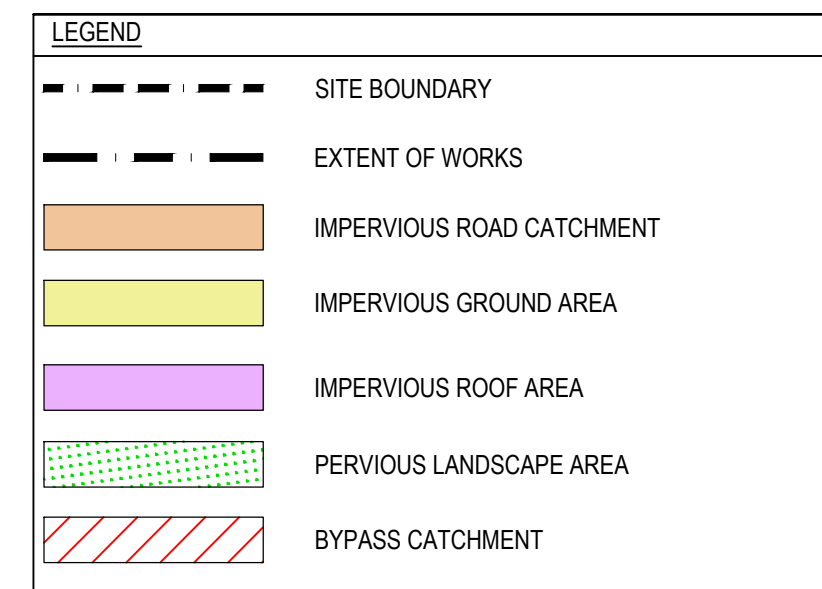 LEGEND
SITE BOUNDARY
EXTENT OF WORKS
IMPERVIOUS ROAD CATCHMENT
IMPERVIOUS GROUND AREA
IMPERVIOUS ROOF AREA
PERVIOUS LANDSCAPE AREA
BYPASS CATCHMENT